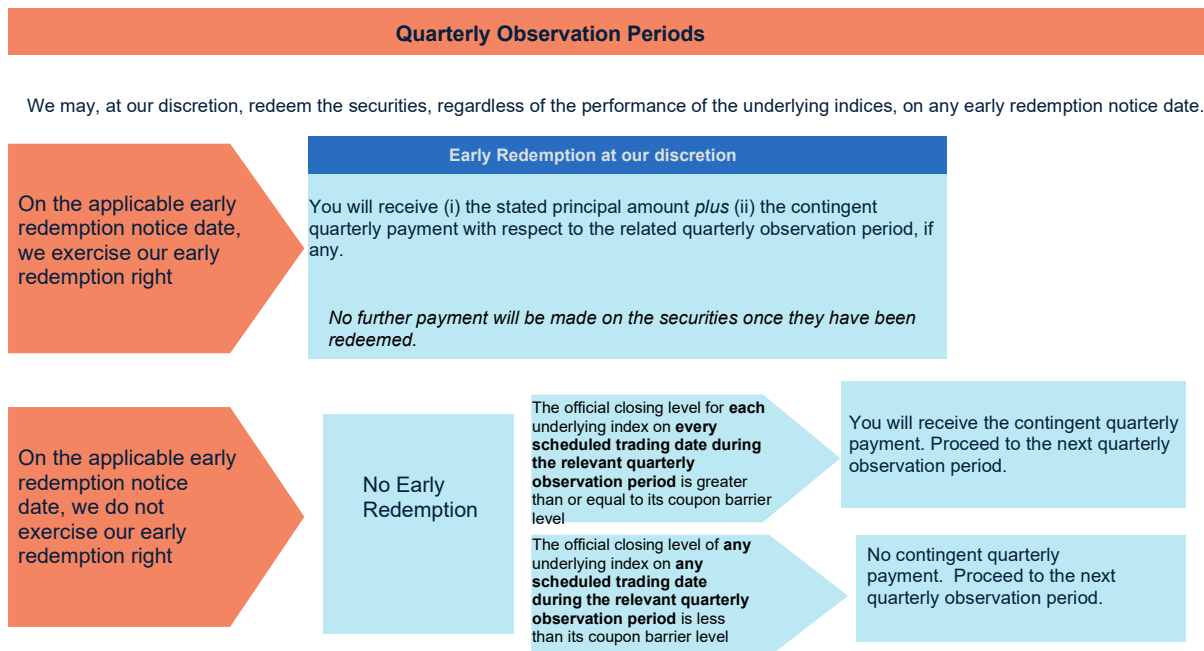 Quarterly Observation Periods
We may, at our discretion, redeem the securities, regardless of the performance of the underlying indices, on any early redemption notice date.
On the applicable early
redemption notice date,
we exercise our early
redemption right
Early Redemption at our discretion
You will receive (i) the stated principal amount plus (ii) the contingent
quarterly payment with respect to the related quarterly observation period, if
any.
No further payment will be made on the securities once they have been
redeemed.
On the applicable early
redemption notice
date, we do not
exercise our early
redemption right
No Early
Redemption
The official closing level for each
underlying index on every
scheduled trading date during
the relevant quarterly
observation period is greater
than or equal to its coupon barrier
level
You will receive the contingent quarterly
payment. Proceed to the next quarterly
observation period.
The official closing level of any
underlying index on any
scheduled trading date
during the relevant quarterly
observation period is less
than its coupon barrier level
No contingent quarterly
payment.  Proceed to the next
quarterly observation period.